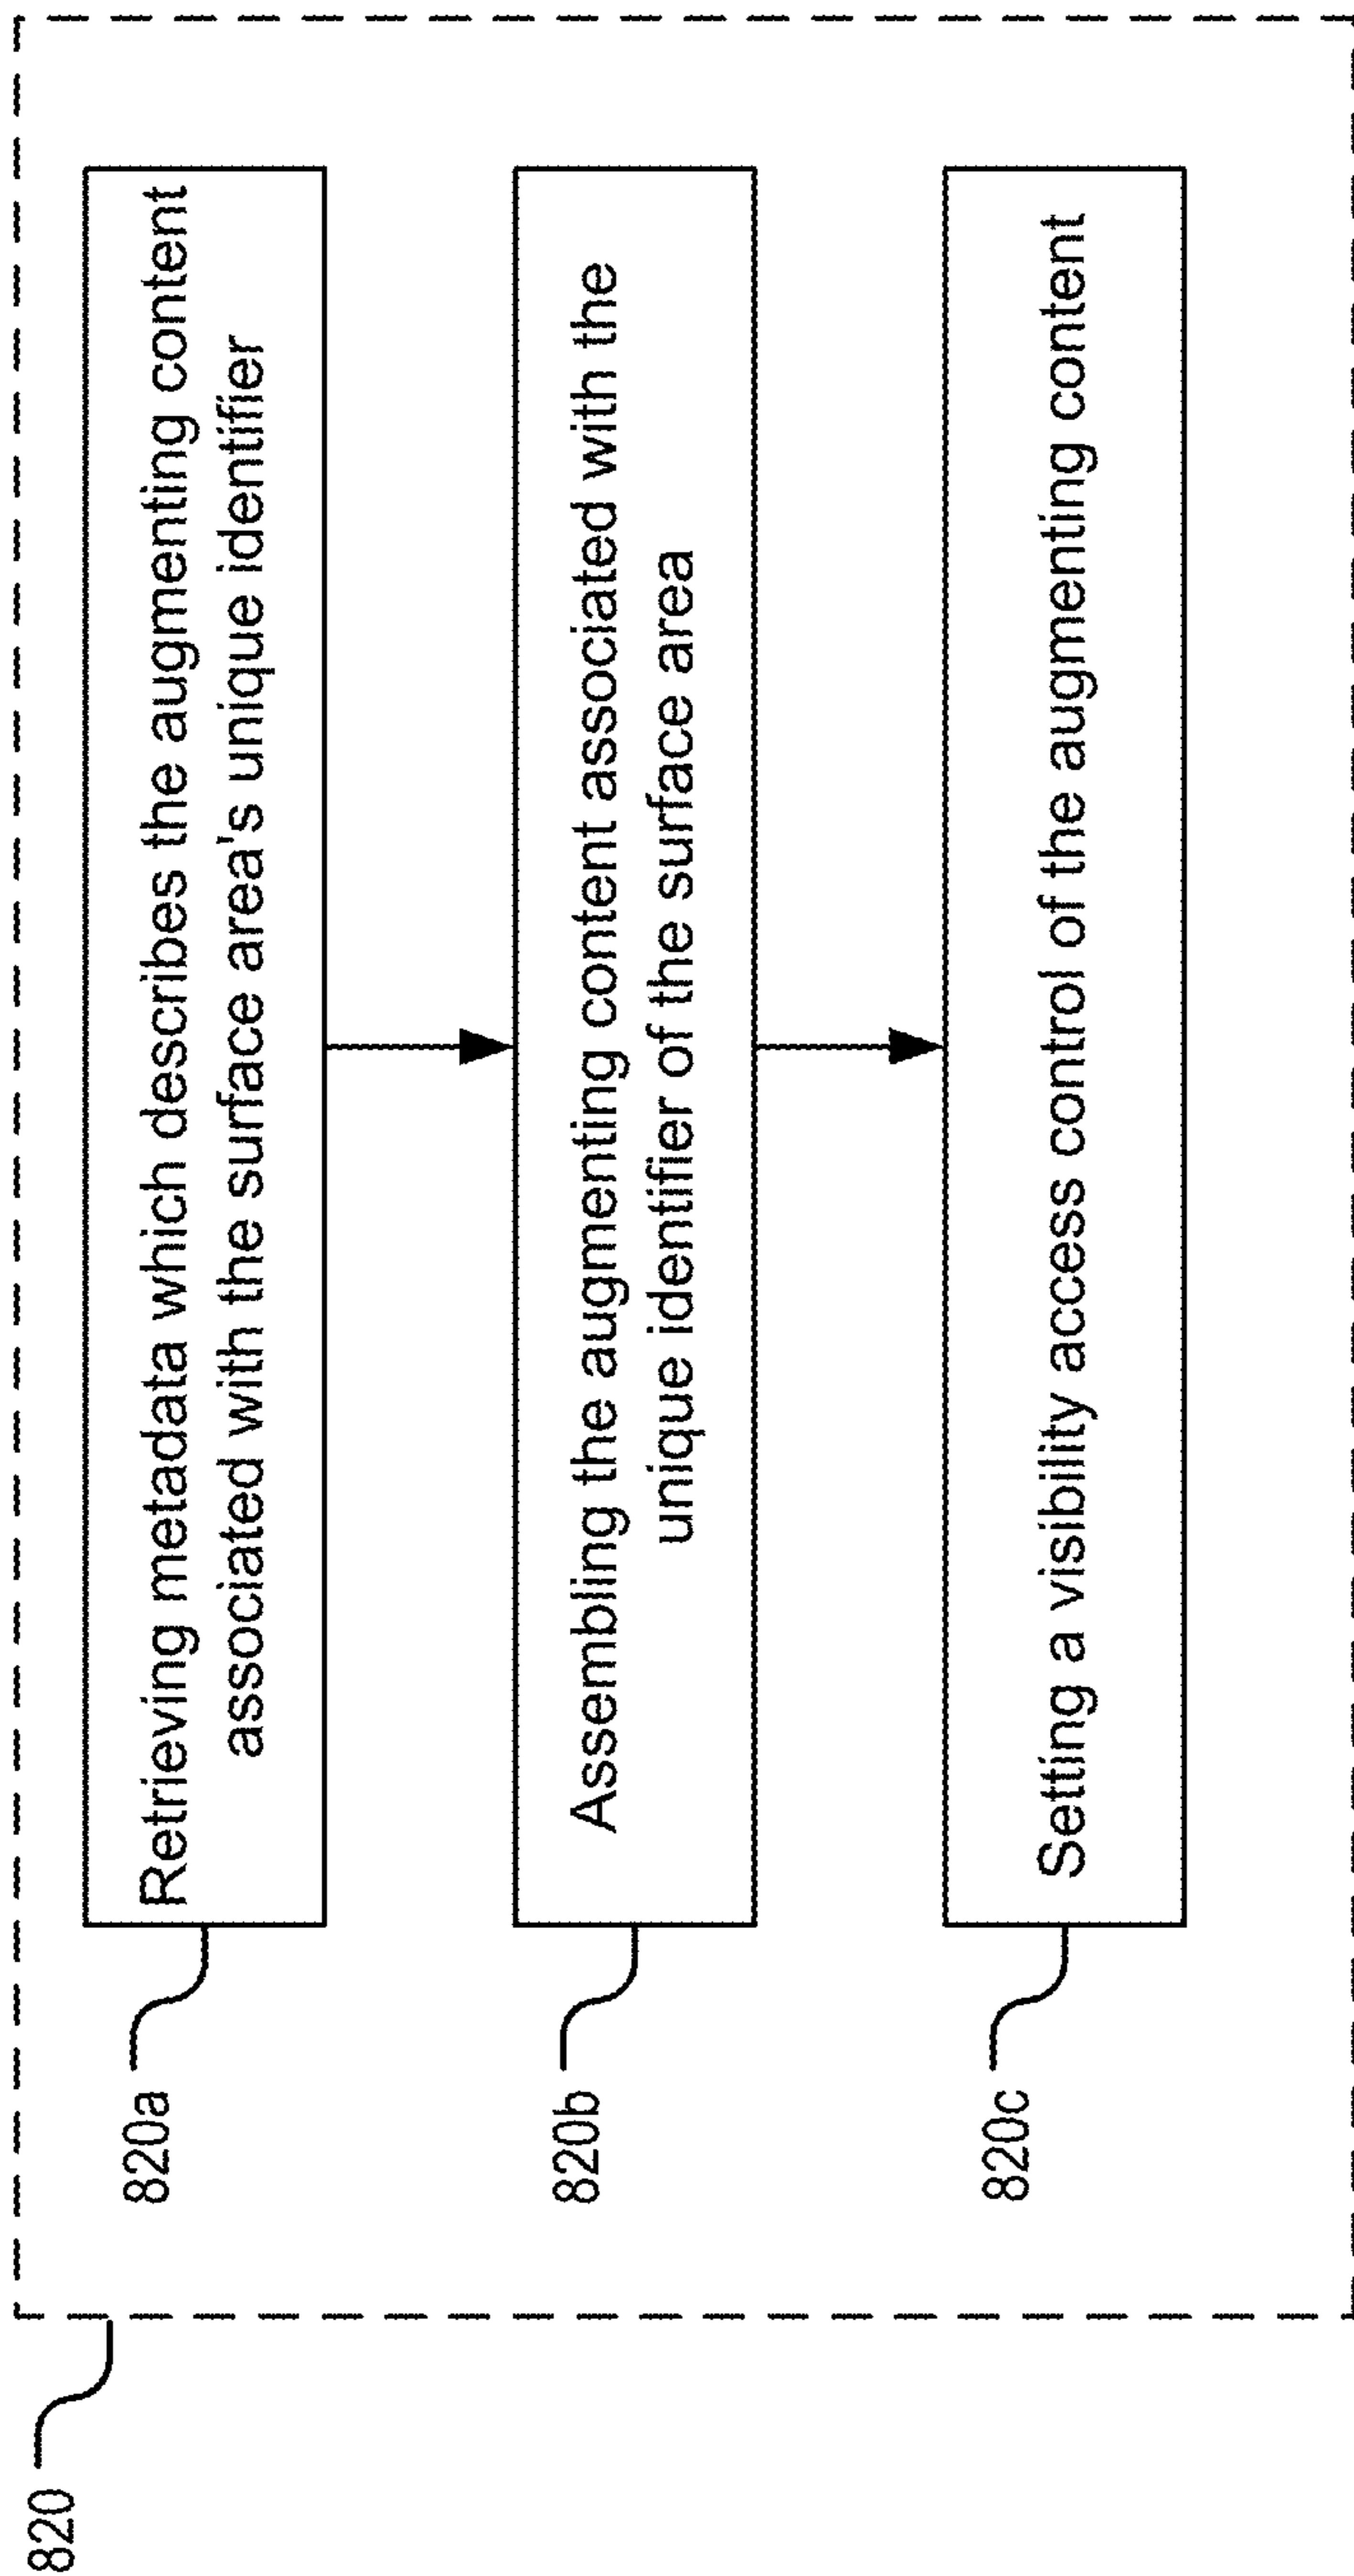 820
820a
Retrieving metadata which describes the augmenting content
associated with the surface area's unique identifier
820b
Assembling the augmenting content associated with the
unique identifier of the surface area
820c
Setting a visibility access control of the augmenting content